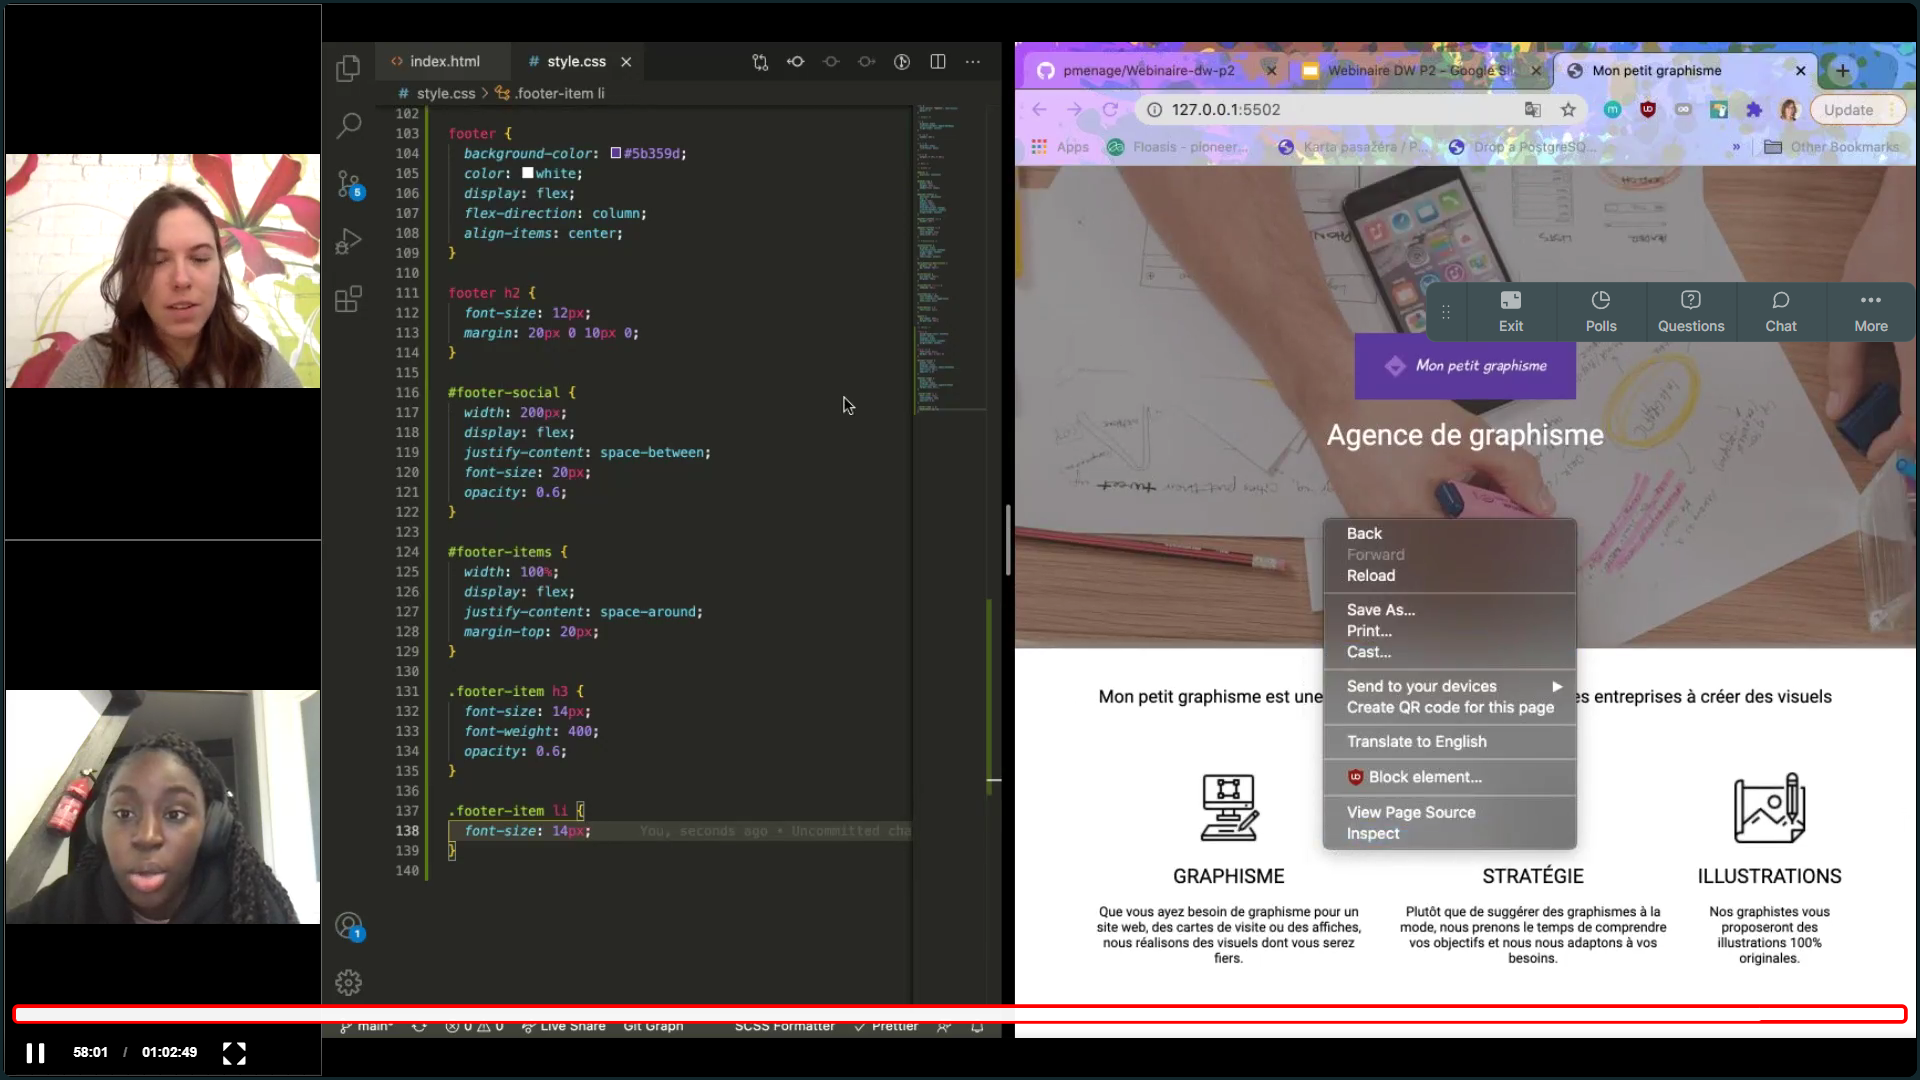 index.html
style.css
style.css > .footer-item li
102
103 footer {
104 background-color: #5b359d;
105 color: white;
106 display: flex;
107 flex-direction: column;
108 align-items: center;
109 }
110
111 footer h2 {
112 font-size: 12px;
113 margin: 20px 0 10px 0;
114 }
115
116 #footer-social {
117 width: 200px;
118 display: flex;
119 justify-content: space-between;
120 font-size: 20px;
121 opacity: 0.6;
122 }
123
124 #footer-items {
125 width: 100%;
126 display: flex;
127 justify-content: space-around;
128 margin-top: 20px;
129 }
130
131 .footer-item h3 {
132 font-size: 14px;
133 font-weight: 400;
134 opacity: 0.6;
135 }
136
137 .footer-item li {
138 font-size: 14px; You, seconds ago • Uncommitted cha
139 }
140
5
1
main* 0 0 Live Share Git Graph SCSS Formatter Prettier
58:01 / 01:02:49
pmenage/Webinaire-dw-p2
Webinaire DW P2 - Google Sl
Mon petit graphisme
127.0.0.1:5502
Update
Apps
Floasis - pioneer...
Karta pasažéra / P...
Drop a PostgreSQ...
»
Other Bookmarks
Exit
Polls
Questions
Chat
More
Mon petit graphisme
Agence de graphisme
Back
Forward
Reload
Save As...
Print...
Cast...
Send to your devices
Create QR code for this page
Translate to English
Block element...
View Page Source
Inspect
Mon petit graphisme est une
es entreprises à créer des visuels
GRAPHISME
Que vous ayez besoin de graphisme pour un
site web, des cartes de visite ou des affiches,
nous réalisons des visuels dont vous serez
fiers.
STRATÉGIE
Plutôt que de suggérer des graphismes à la
mode, nous prenons le temps de comprendre
vos objectifs et nous nous adaptons à vos
besoins.
ILLUSTRATIONS
Nos graphistes vous
proposeront des
illustrations 100%
originales.